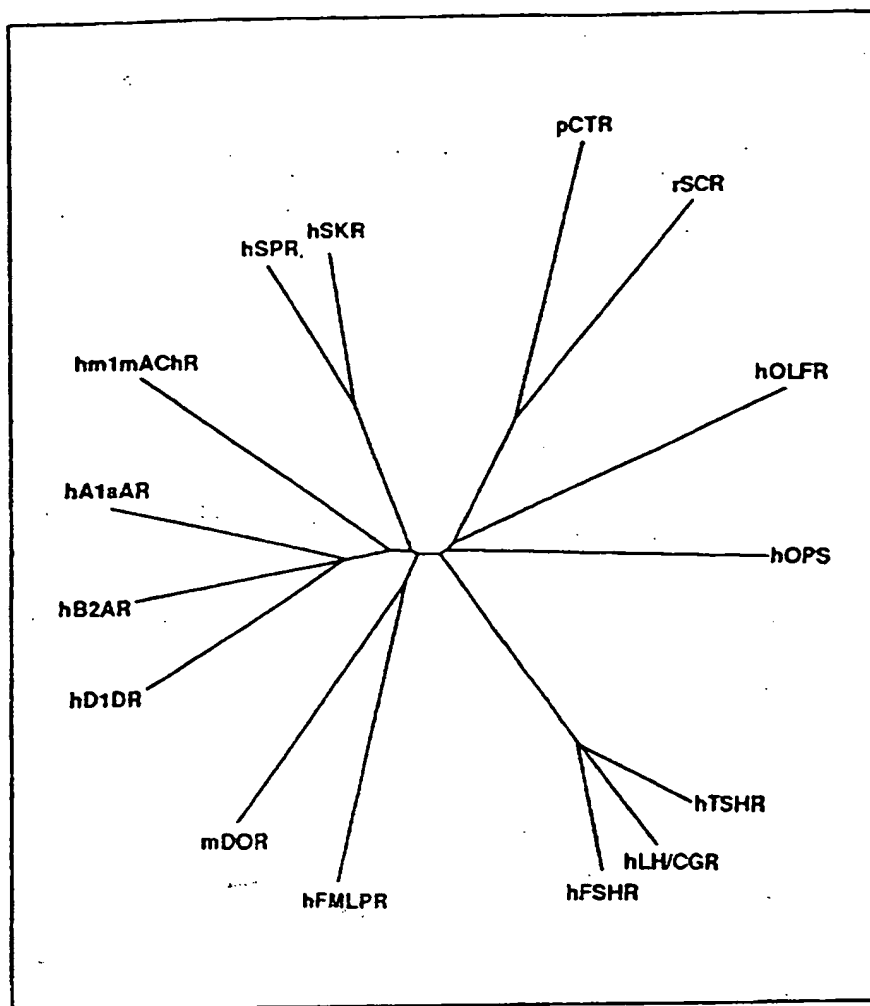 pCTR
rSCR
hSKR
hSPR
hm1mAChR
hOLFR
hA1aAR
hOPS
hB2AR
hD1DR
hTSHR
mDOR
hLH/CGR
hFSHR
hFMLPR